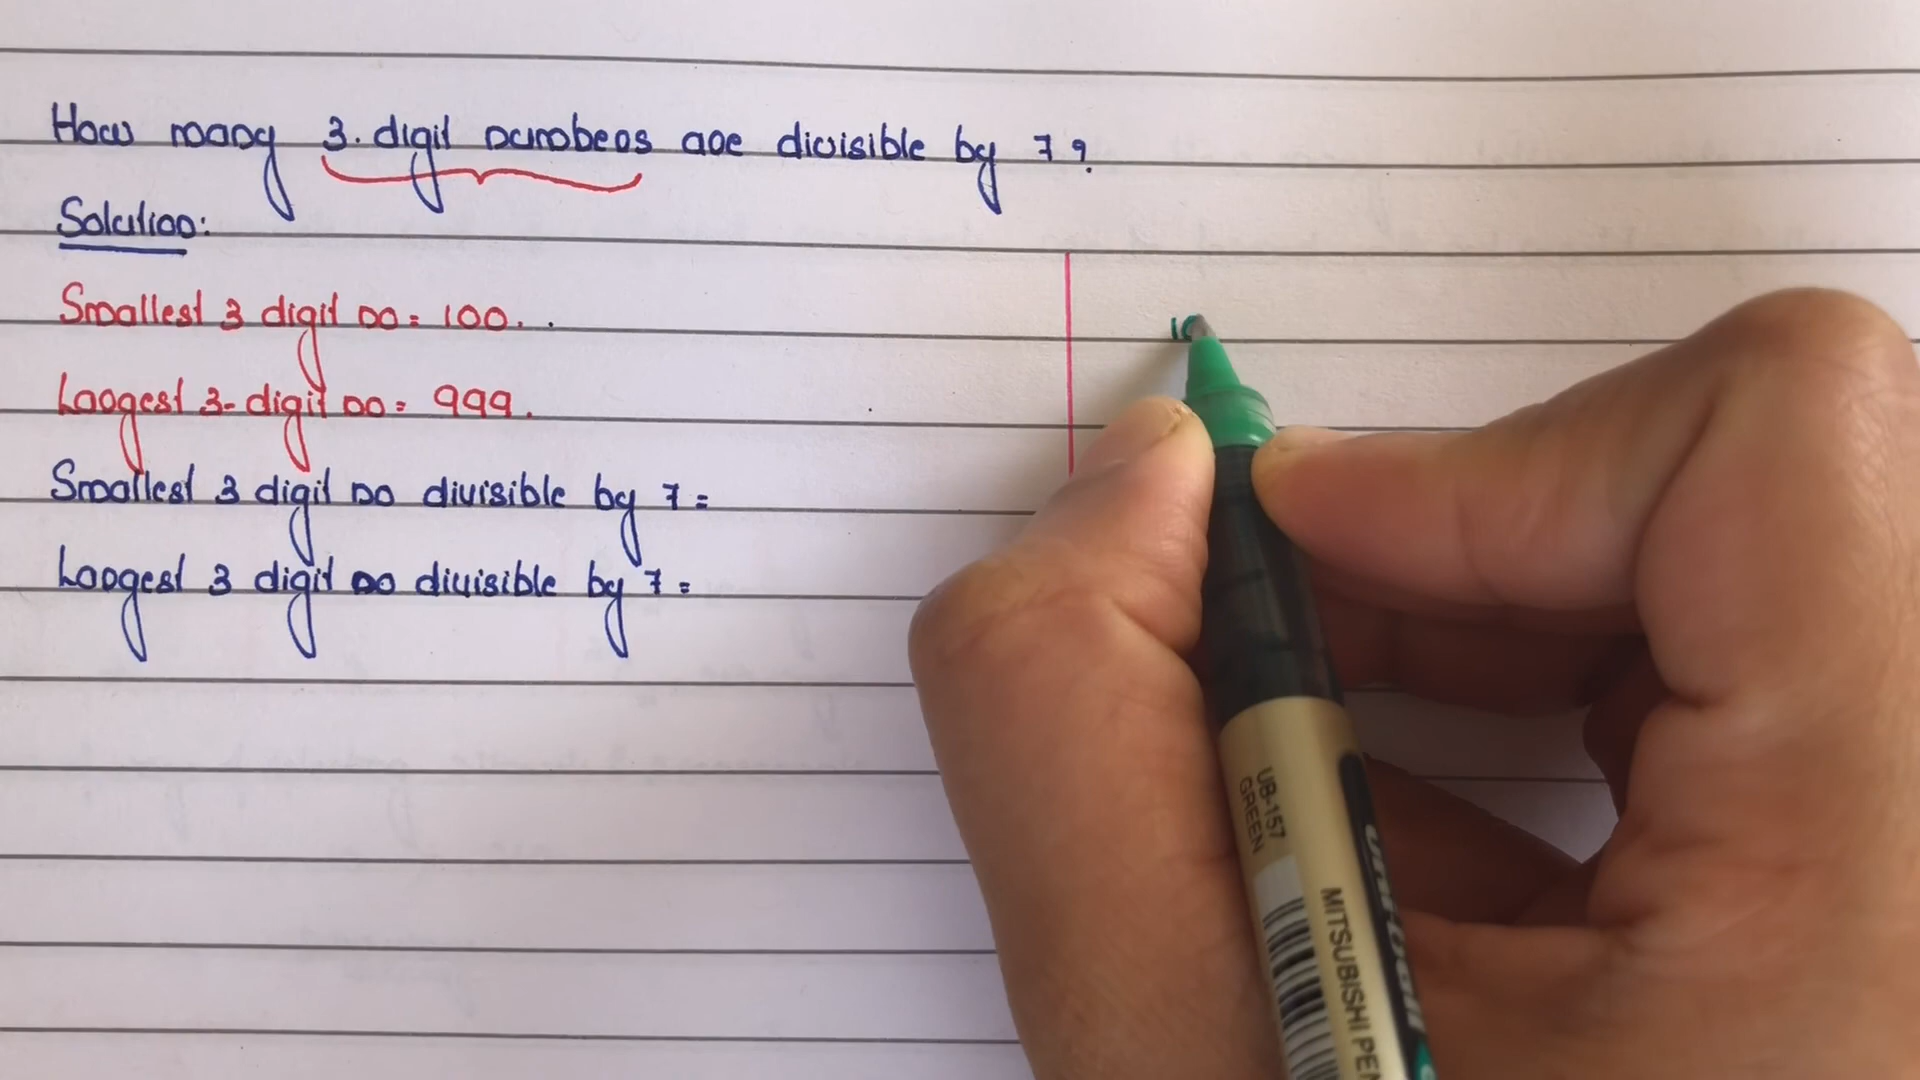 How many 3. digit numbers are divisible by 7?
Solution:
Smallest 3 digit no = 100. .
Largest 3- digit no = 999.
Smallest 3 digit no divisible by 7 =
Largest 3 digit no divisible by 7 =
10
UB-157
GREEN
MITSUBISHI PEN